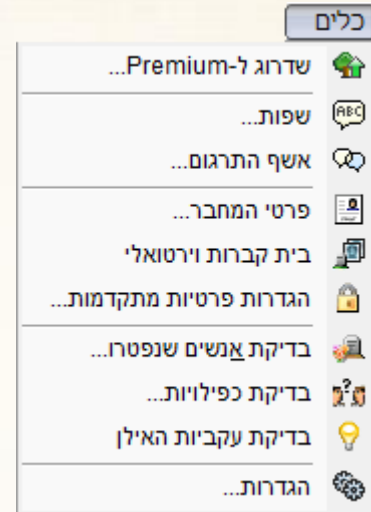 כלים
שדרוג ל-Premium...
ABC
שפות...
אשף התרגום...
פרטי המחבר...
בית קברות וירטואלי
הגדרות פרטיות מתקדמות...
בדיקת אנשים שנפטרו...
?
בדיקת כפילויות...
בדיקת עקביות האילן
הגדרות...